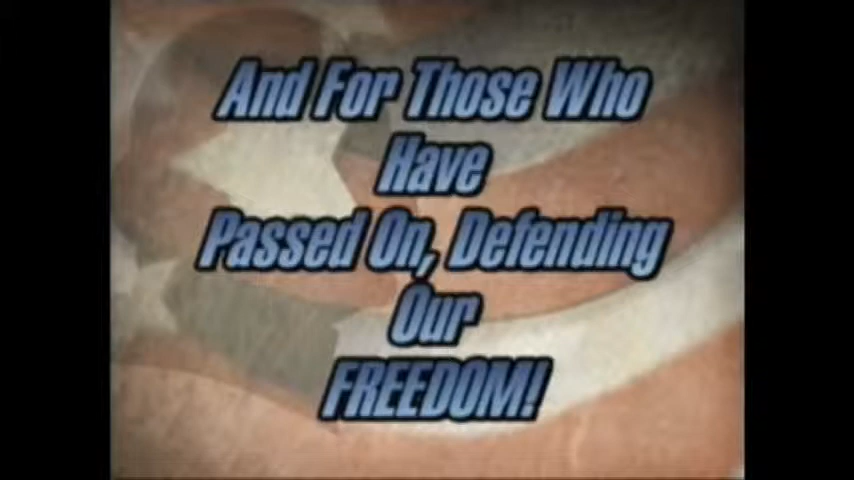 And For Those Who
Have
Passed On, Defending
Our
FREEDOM!